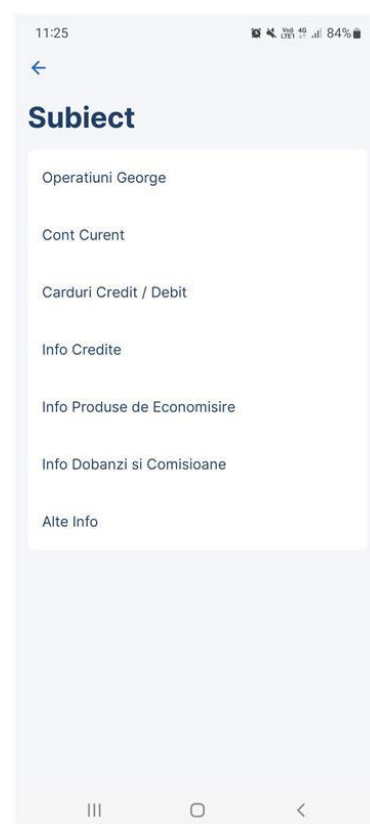 11:25 84%
Subiect
Operatiuni George
Cont Curent
Carduri Credit / Debit
Info Credite
Info Produse de Economisire
Info Dobanzi si Comisioane
Alte Info